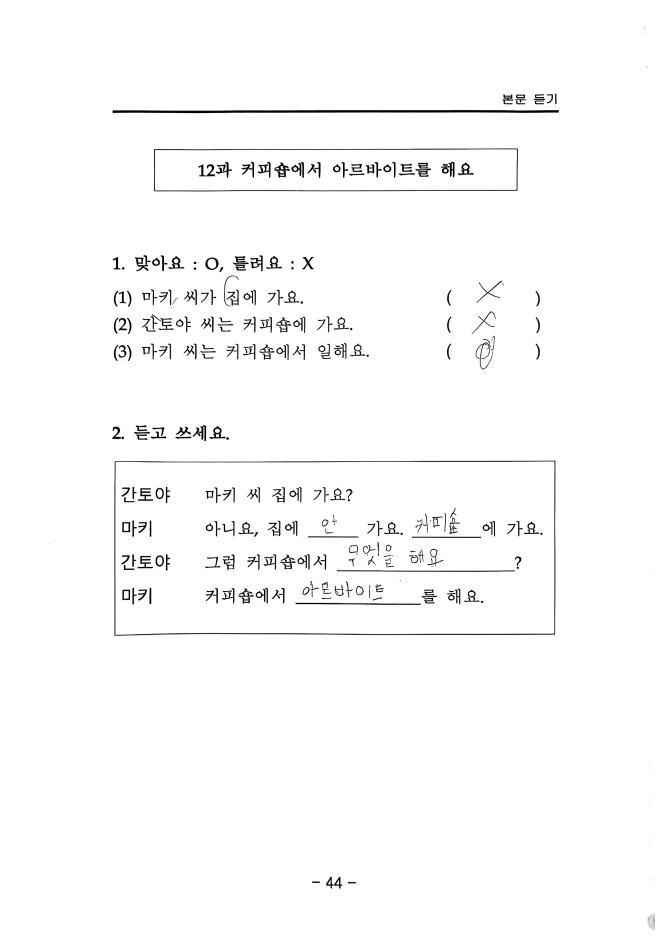 본문 듣기
12과 커피숍에서 아르바이트를 해요
1. 맞아요 : O, 틀려요 : X
(1) 마키 씨가 집에 가요. ( X )
(2) 간토야 씨는 커피숍에 가요. ( X )
(3) 마키 씨는 커피숍에서 일해요. ( O )
2. 듣고 쓰세요.
간토야 마키 씨 집에 가요?
마키 아니요, 집에 안 가요. 커피숍에 가요.
간토야 그럼 커피숍에서 무엇을 해요?
마키 커피숍에서 아르바이트를 해요.
- 44 -